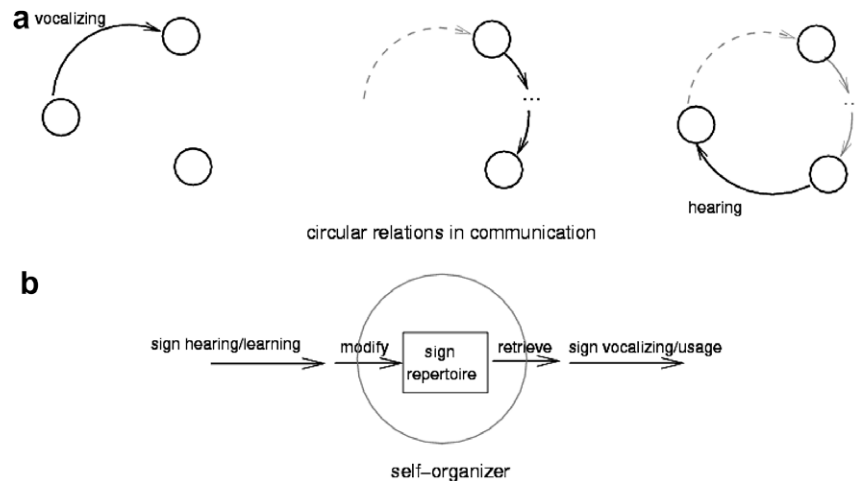 a
vocalizing
...
...
hearing
circular relations in communication
b
sign hearing/learning
modify
sign
repertoire
retrieve
sign vocalizing/usage
self-organizer